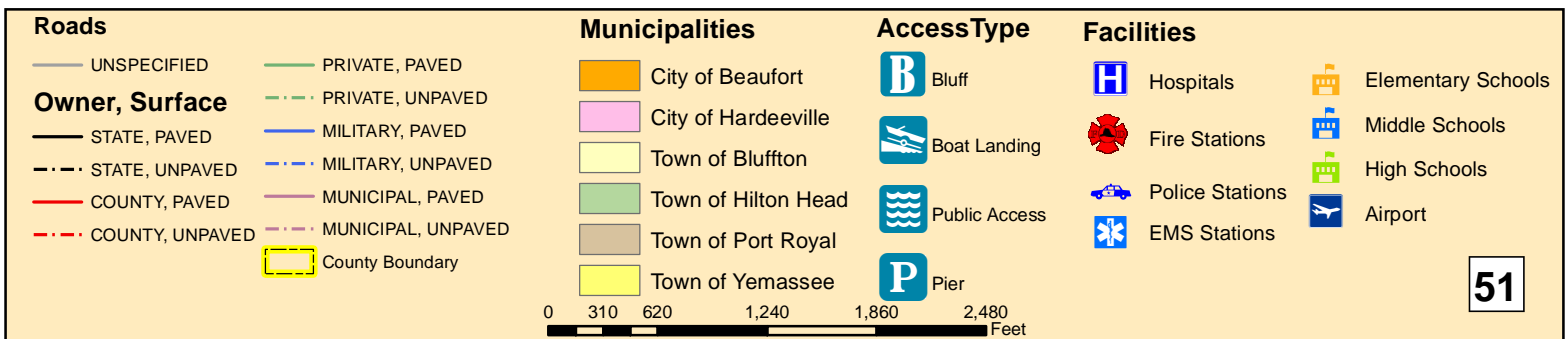 Roads
UNSPECIFIED
Owner, Surface
STATE, PAVED
STATE, UNPAVED
COUNTY, PAVED
COUNTY, UNPAVED
PRIVATE, PAVED
PRIVATE, UNPAVED
MILITARY, PAVED
MILITARY, UNPAVED
MUNICIPAL, PAVED
MUNICIPAL, UNPAVED
County Boundary
Municipalities
City of Beaufort
City of Hardeeville
Town of Bluffton
Town of Hilton Head
Town of Port Royal
Town of Yemassee
AccessType
B Bluff
Boat Landing
Public Access
P Pier
Facilities
H Hospitals
Fire Stations
Police Stations
EMS Stations
Elementary Schools
Middle Schools
High Schools
Airport
51
0 310 620 1,240 1,860 2,480
Feet